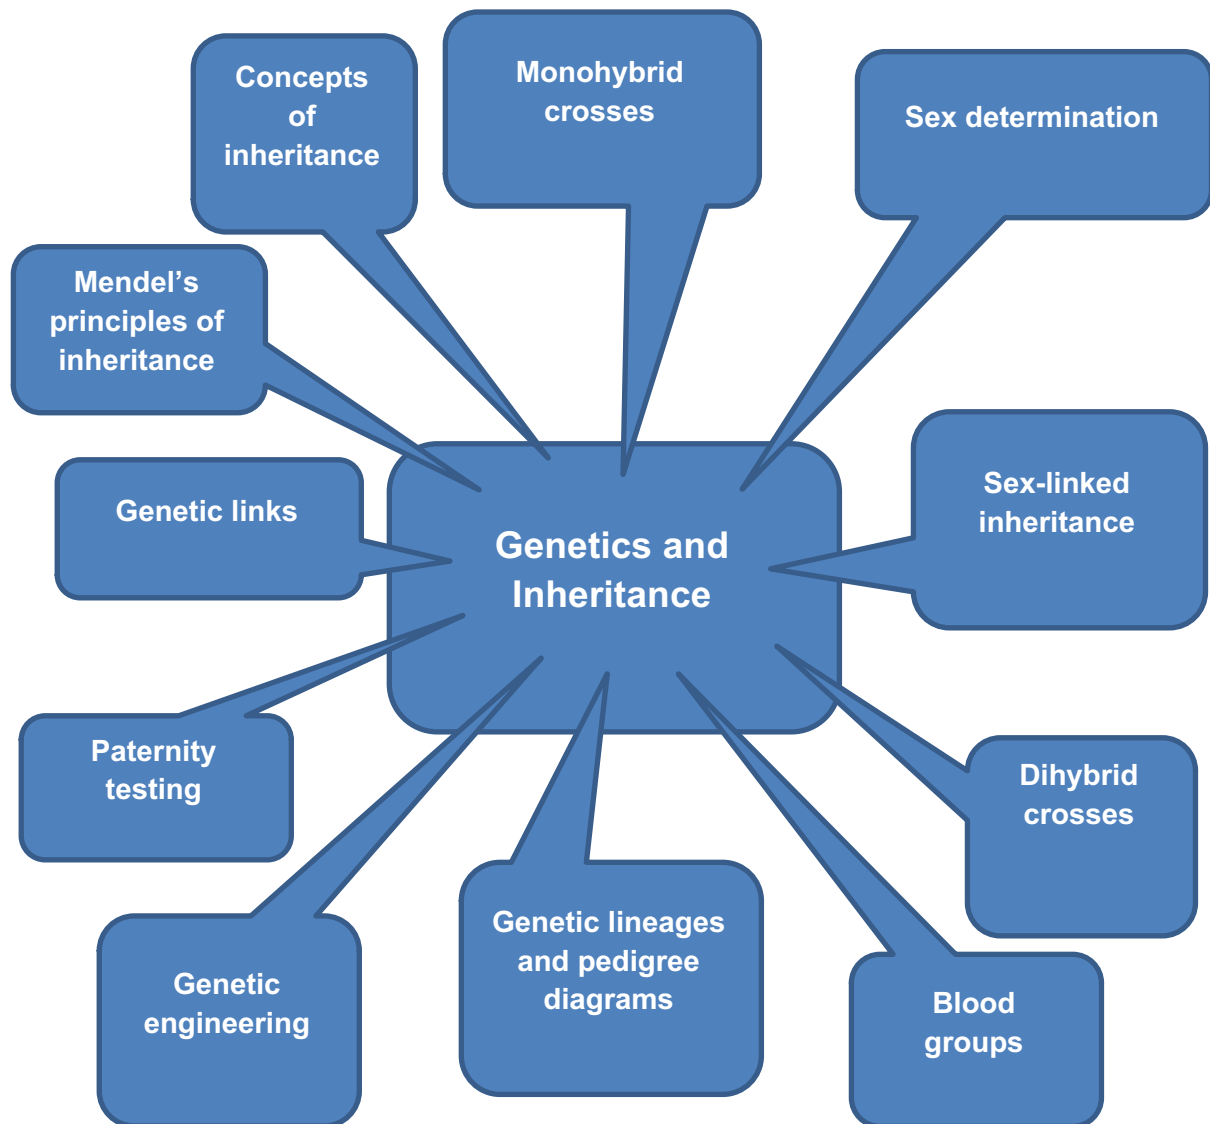 Concepts
of
inheritance
Monohybrid
crosses
Sex determination
Mendel’s
principles of
inheritance
Genetic links
Genetics and
Inheritance
Sex-linked
inheritance
Paternity
testing
Dihybrid
crosses
Genetic
engineering
Genetic lineages
and pedigree
diagrams
Blood
groups